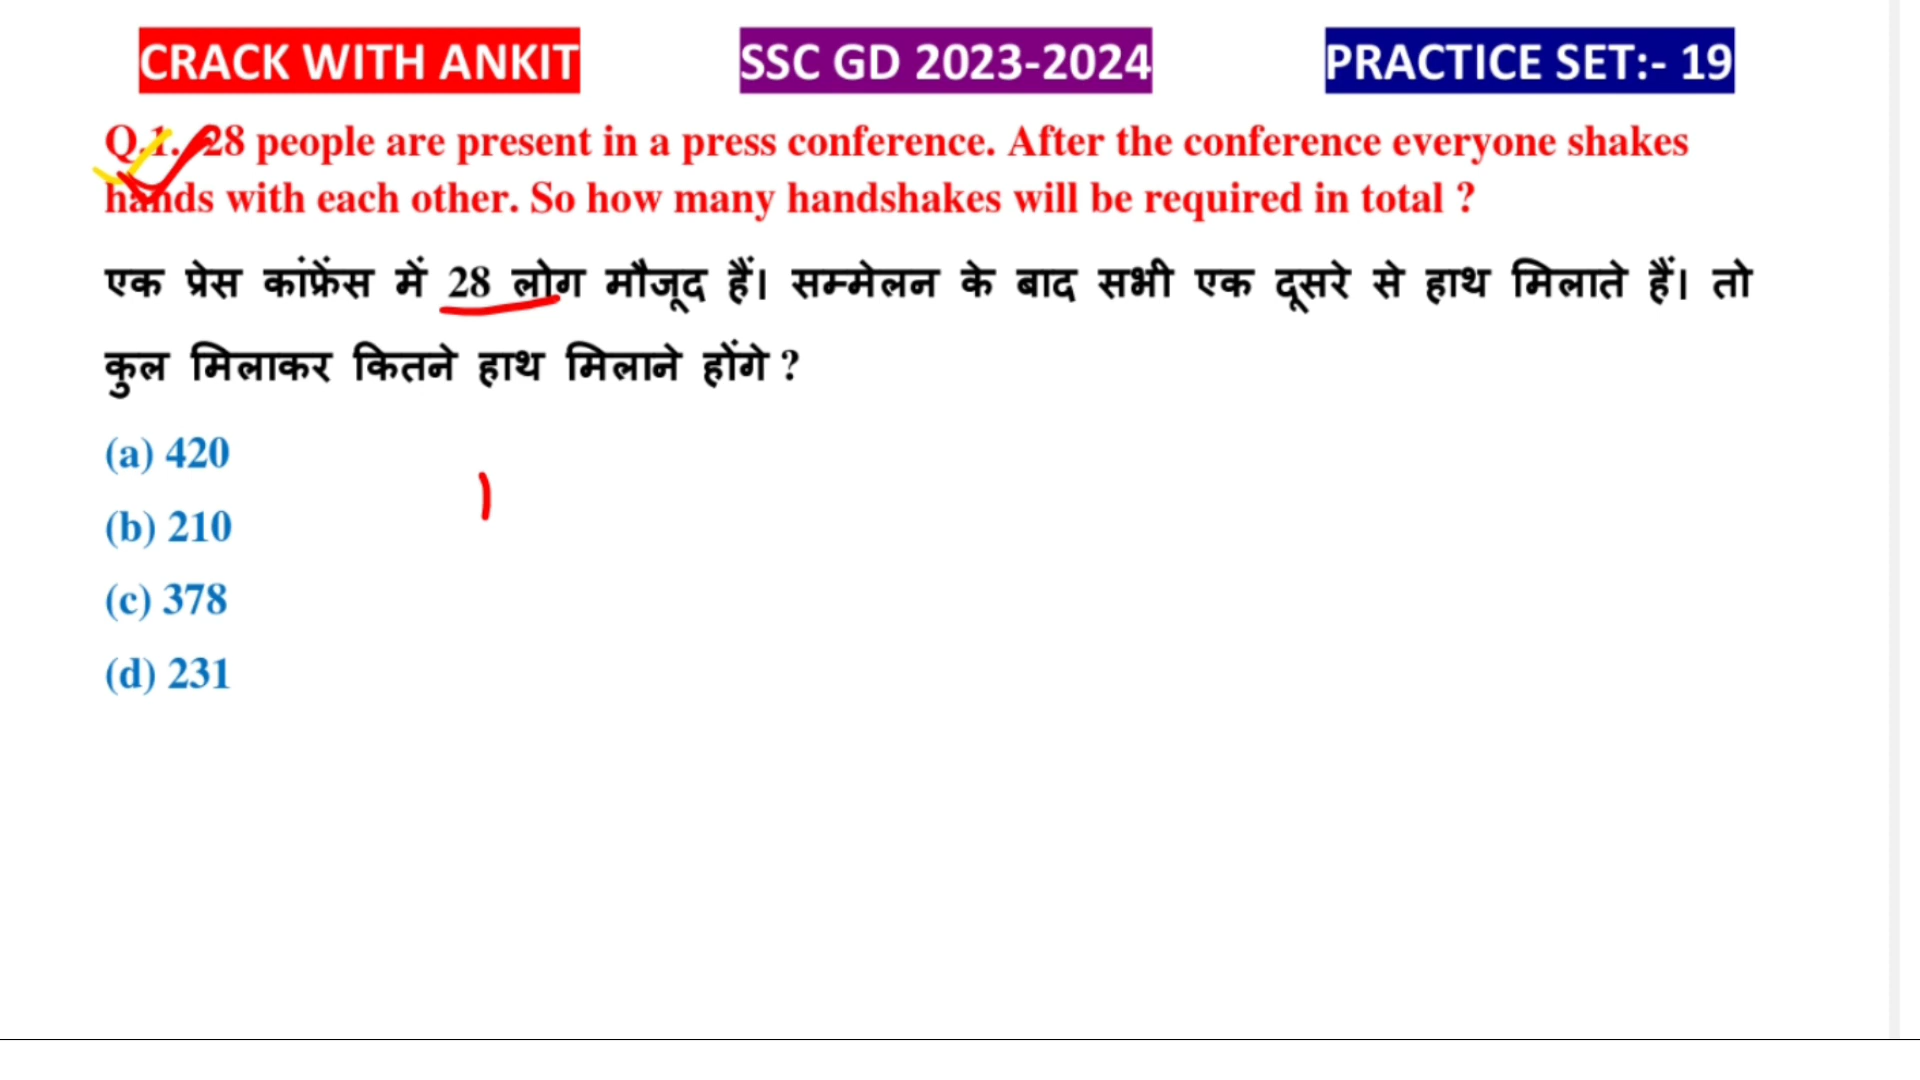 CRACK WITH ANKIT SSC GD 2023-2024 PRACTICE SET:- 19
Q.1. 28 people are present in a press conference. After the conference everyone shakes
hands with each other. So how many handshakes will be required in total ?
एक प्रेस कांफ्रेंस में 28 लोग मौजूद हैं। सम्मेलन के बाद सभी एक दूसरे से हाथ मिलाते हैं। तो
कुल मिलाकर कितने हाथ मिलाने होंगे ?
(a) 420
(b) 210
(c) 378
(d) 231